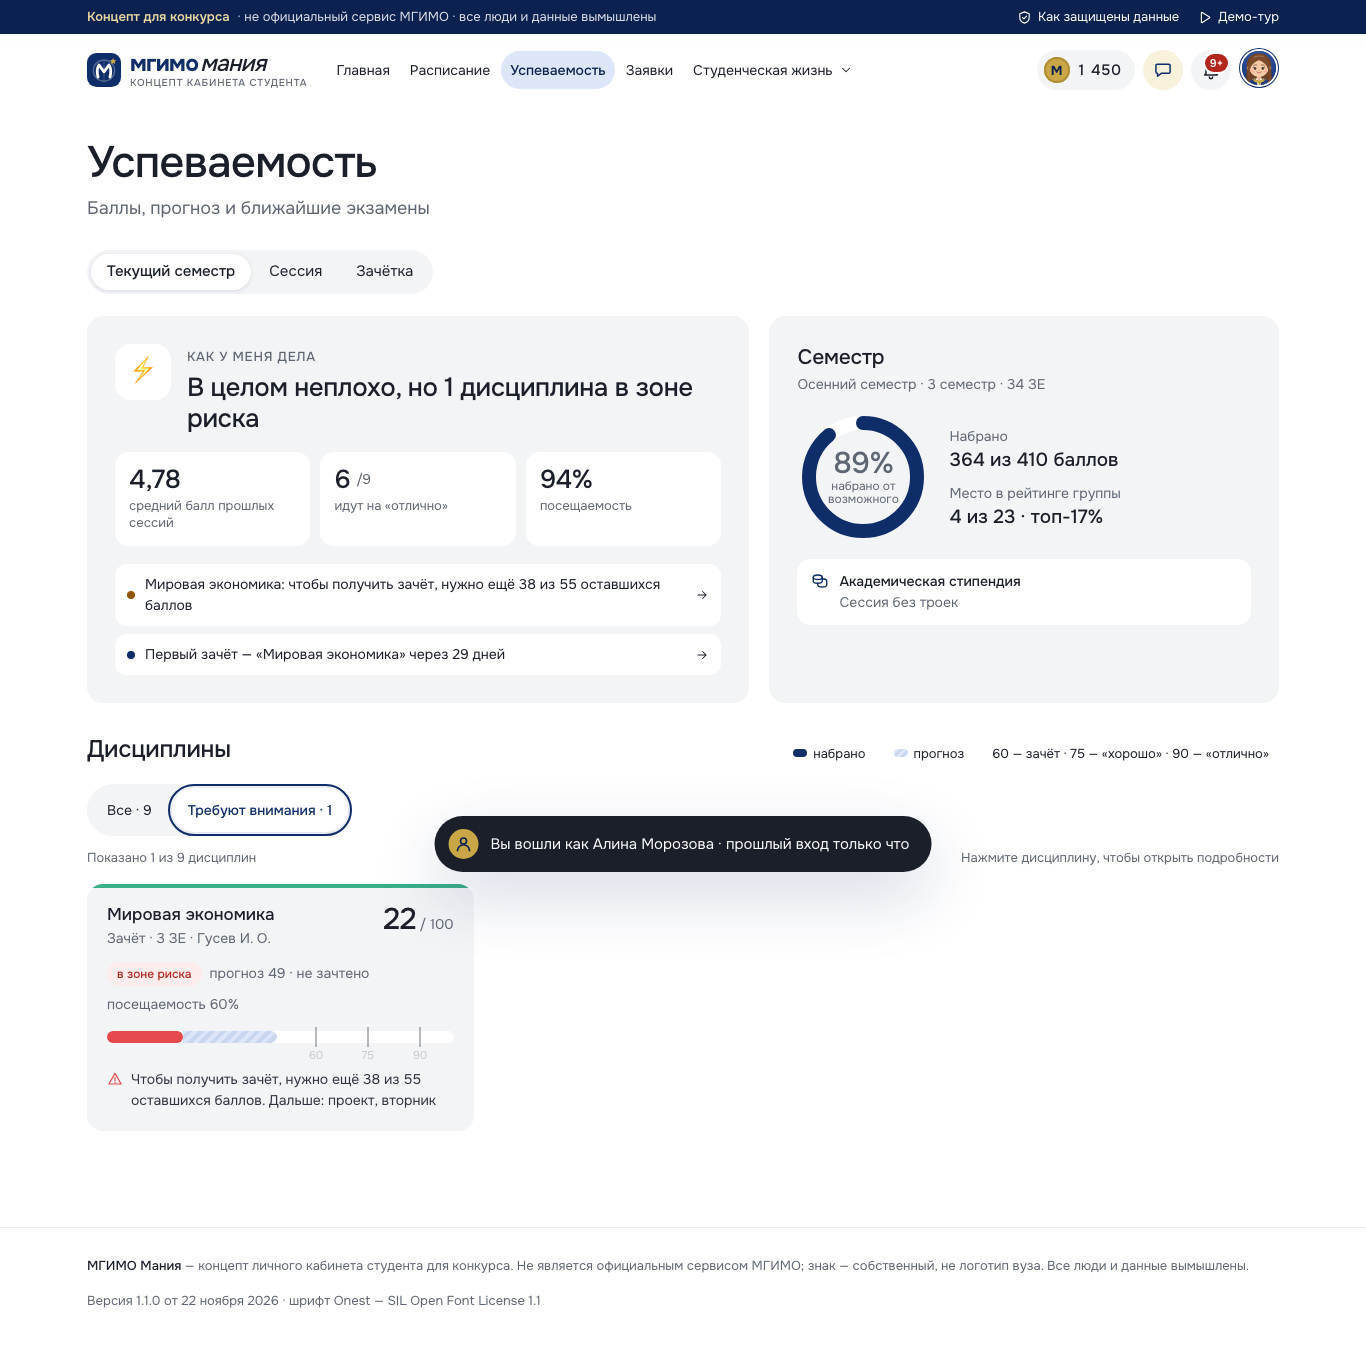 Концепт для конкурса · не официальный сервис МГИМО · все люди и данные вымышлены
Как защищены данные
Демо-тур
М
МГИМО Мания
КОНЦЕПТ КАБИНЕТА СТУДЕНТА
Главная
Расписание
Успеваемость
Заявки
Студенческая жизнь
М
1 450
9+
Успеваемость
Баллы, прогноз и ближайшие экзамены
Текущий семестр
Сессия
Зачётка
КАК У МЕНЯ ДЕЛА
В целом неплохо, но 1 дисциплина в зоне
риска
4,78
средний балл прошлых
сессий
6 /9
идут на «отлично»
94%
посещаемость
Мировая экономика: чтобы получить зачёт, нужно ещё 38 из 55 оставшихся
баллов
Первый зачёт — «Мировая экономика» через 29 дней
Семестр
Осенний семестр · 3 семестр · 34 ЗЕ
89%
набрано от
возможного
Набрано
364 из 410 баллов
Место в рейтинге группы
4 из 23 · топ-17%
Академическая стипендия
Сессия без троек
Дисциплины
набрано
прогноз
60 — зачёт · 75 — «хорошо» · 90 — «отлично»
Все · 9
Требуют внимания · 1
Вы вошли как Алина Морозова · прошлый вход только что
Показано 1 из 9 дисциплин
Нажмите дисциплину, чтобы открыть подробности
Мировая экономика
22 / 100
Зачёт · 3 ЗЕ · Гусев И. О.
в зоне риска
прогноз 49 · не зачтено
посещаемость 60%
60
75
90
Чтобы получить зачёт, нужно ещё 38 из 55
оставшихся баллов. Дальше: проект, вторник
МГИМО Мания — концепт личного кабинета студента для конкурса. Не является официальным сервисом МГИМО; знак — собственный, не логотип вуза. Все люди и данные вымышлены.
Версия 1.1.0 от 22 ноября 2026 · шрифт Onest — SIL Open Font License 1.1